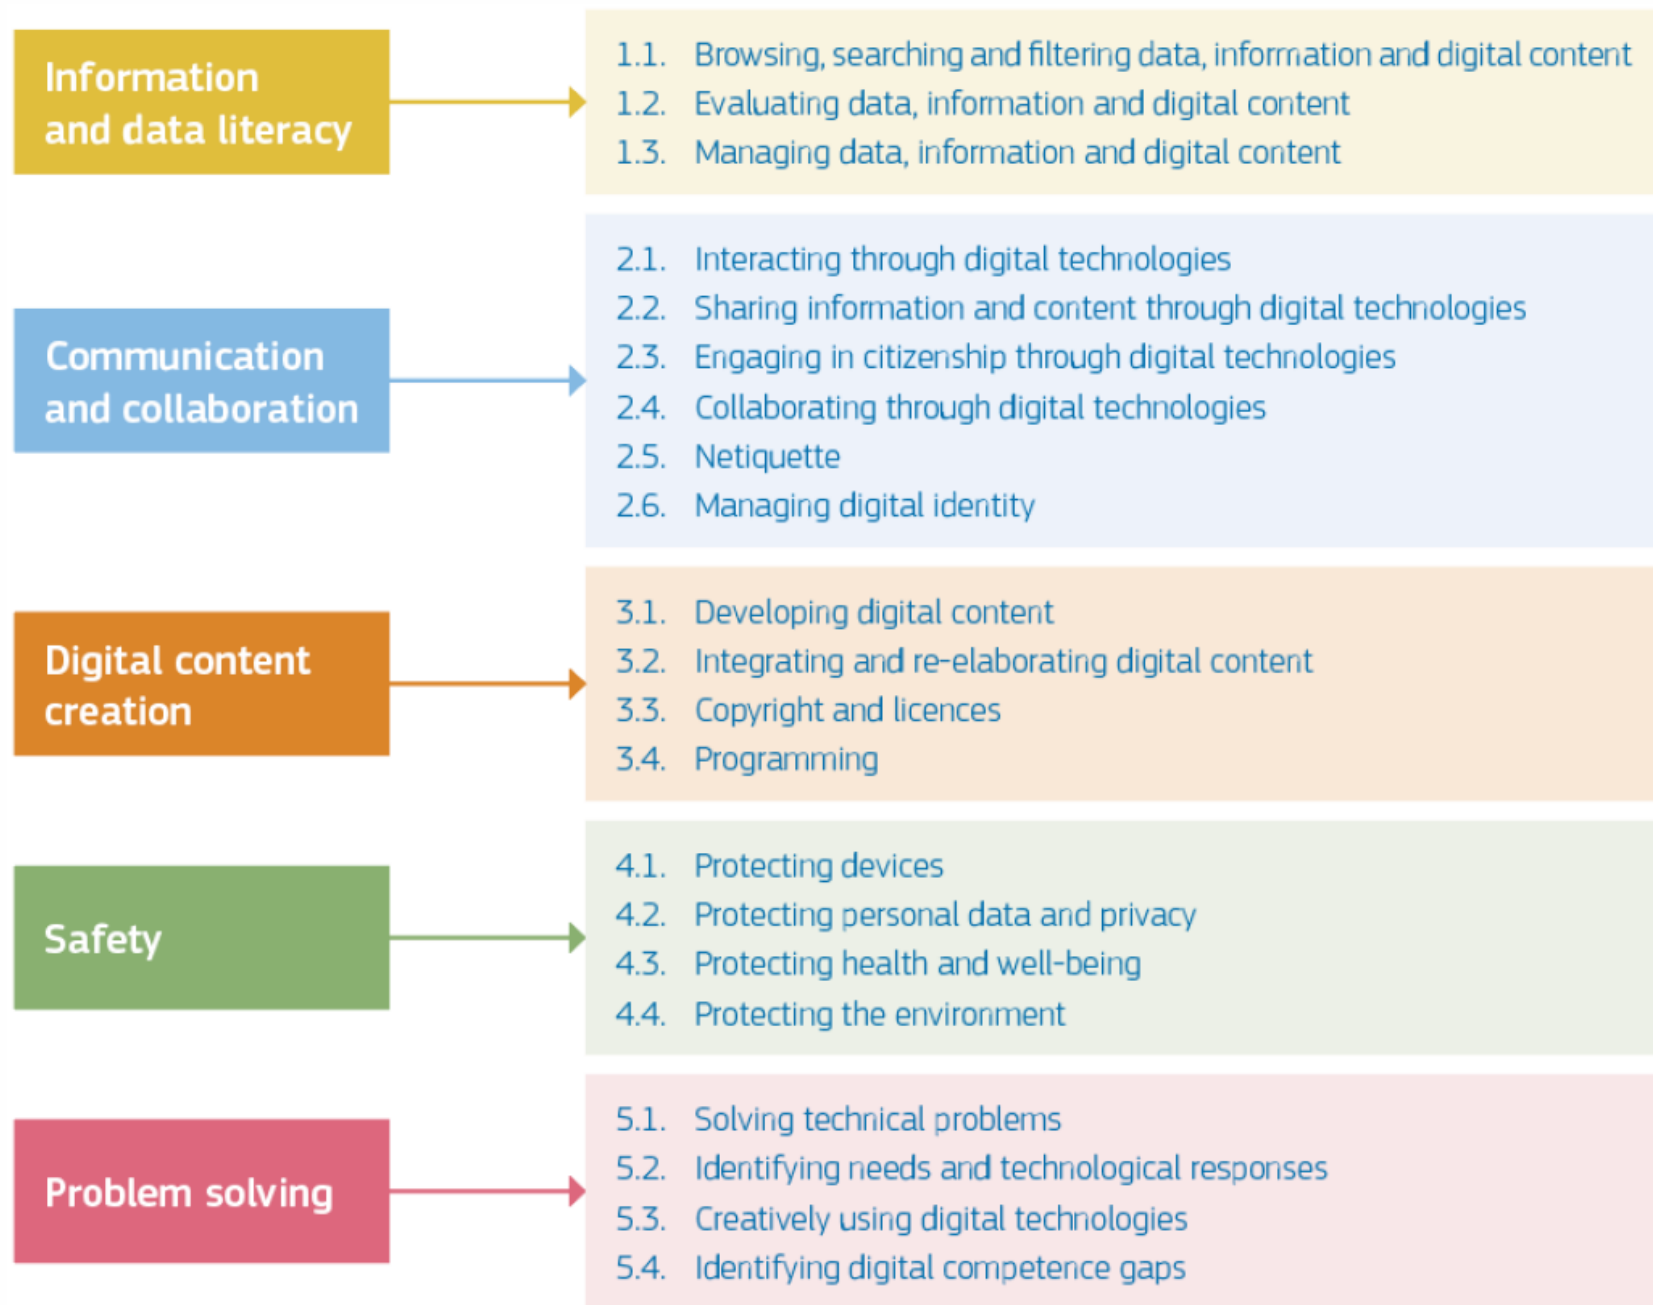 Information
and data literacy
1.1. Browsing, searching and filtering data, information and digital content
1.2. Evaluating data, information and digital content
1.3. Managing data, information and digital content
Communication
and collaboration
2.1. Interacting through digital technologies
2.2. Sharing information and content through digital technologies
2.3. Engaging in citizenship through digital technologies
2.4. Collaborating through digital technologies
2.5. Netiquette
2.6. Managing digital identity
Digital content
creation
3.1. Developing digital content
3.2. Integrating and re-elaborating digital content
3.3. Copyright and licences
3.4. Programming
Safety
4.1. Protecting devices
4.2. Protecting personal data and privacy
4.3. Protecting health and well-being
4.4. Protecting the environment
Problem solving
5.1. Solving technical problems
5.2. Identifying needs and technological responses
5.3. Creatively using digital technologies
5.4. Identifying digital competence gaps